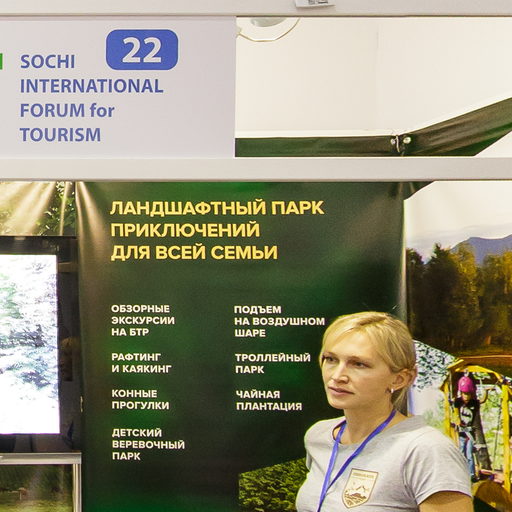 22
SOCHI
INTERNATIONAL
FORUM for
TOURISM
ЛАНДШАФТНЫЙ ПАРК
ПРИКЛЮЧЕНИЙ
ДЛЯ ВСЕЙ СЕМЬИ
ОБЗОРНЫЕ
ЭКСКУРСИИ
НА БТР
РАФТИНГ
И КАЯКИНГ
КОННЫЕ
ПРОГУЛКИ
ДЕТСКИЙ
ВЕРЕВОЧНЫЙ
ПАРК
ПОДЪЕМ
НА ВОЗДУШНОМ
ШАРЕ
ТРОЛЛЕЙНЫЙ
ПАРК
ЧАЙНАЯ
ПЛАНТАЦИЯ